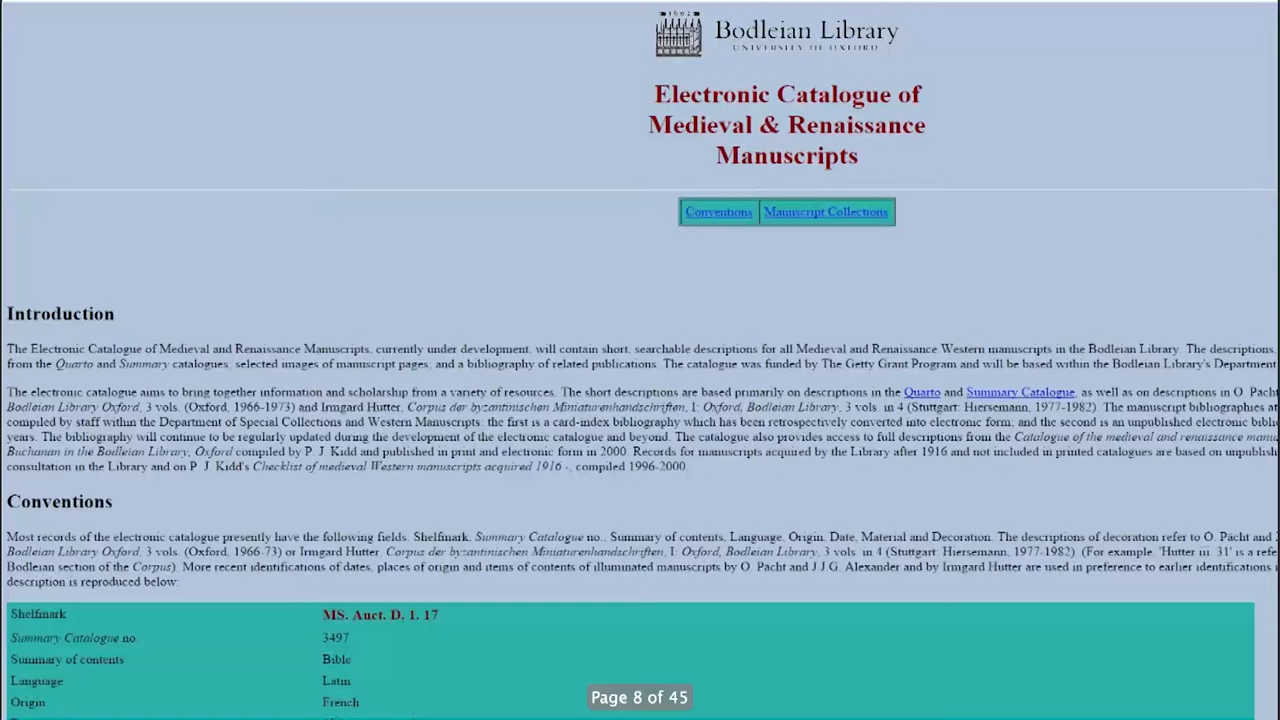 Bodleian Library
UNIVERSITY OF OXFORD
Electronic Catalogue of
Medieval & Renaissance
Manuscripts
Conventions Manuscript Collections
Introduction
The Electronic Catalogue of Medieval and Renaissance Manuscripts, currently under development, will contain short, searchable descriptions for all Medieval and Renaissance Western manuscripts in the Bodleian Library. The descriptions,
from the Quarto and Summary catalogues; selected images of manuscript pages; and a bibliography of related publications. The catalogue was funded by The Getty Grant Program and will be based within the Bodleian Library's Department
The electronic catalogue aims to bring together information and scholarship from a variety of resources. The short descriptions are based primarily on descriptions in the Quarto and Summary Catalogue, as well as on descriptions in O. Pächt
Bodleian Library Oxford, 3 vols. (Oxford, 1966-1973) and Irmgard Hutter, Corpus der byzantinischen Miniaturenhandschriften, I: Oxford, Bodleian Library, 3 vols. in 4 (Stuttgart: Hiersemann, 1977-1982). The manuscript bibliographies
compiled by staff within the Department of Special Collections and Western Manuscripts: the first is a card-index bibliography which has been retrospectively converted into electronic form; and the second is an unpublished electronic
years. The bibliography will continue to be regularly updated during the development of the electronic catalogue and beyond. The catalogue also provides access to full descriptions from the Catalogue of the medieval and renaissance
Buchanan in the Bodleian Library, Oxford compiled by P. J. Kidd and published in print and electronic form in 2000. Records for manuscripts acquired by the Library after 1916 and not included in printed catalogues are based on
consultation in the Library and on P. J. Kidd's Checklist of medieval Western manuscripts acquired 1916 -, compiled 1996-2000.
Conventions
Most records of the electronic catalogue presently have the following fields: Shelfmark, Summary Catalogue no., Summary of contents, Language, Origin, Date, Material and Decoration. The descriptions of decoration refer to O. Pächt and
Bodleian Library Oxford, 3 vols. (Oxford, 1966-73) or Irmgard Hutter, Corpus der byzantinischen Miniaturenhandschriften, I: Oxford, Bodleian Library, 3 vols. in 4 (Stuttgart: Hiersemann, 1977-1982). (For example, 'Hutter iii. 31' is a
Bodleian section of the Corpus). More recent identifications of dates, places of origin and items of contents of illuminated manuscripts by O. Pächt and J.J.G. Alexander and by Irmgard Hutter are used in preference to earlier identifications
description is reproduced below:
Shelfmark MS. Auct. D. 1. 17
Summary Catalogue no. 3497
Summary of contents Bible
Language Latin
Origin French
Page 8 of 45